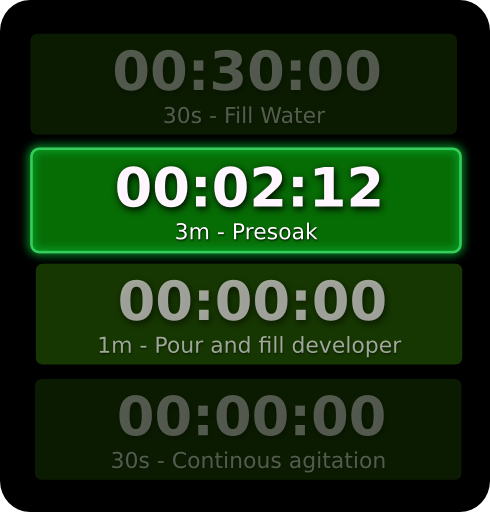 00:30:00
30s - Fill Water
00:02:12
3m - Presoak
00:00:00
1m - Pour and fill developer
00:00:00
30s - Continous agitation